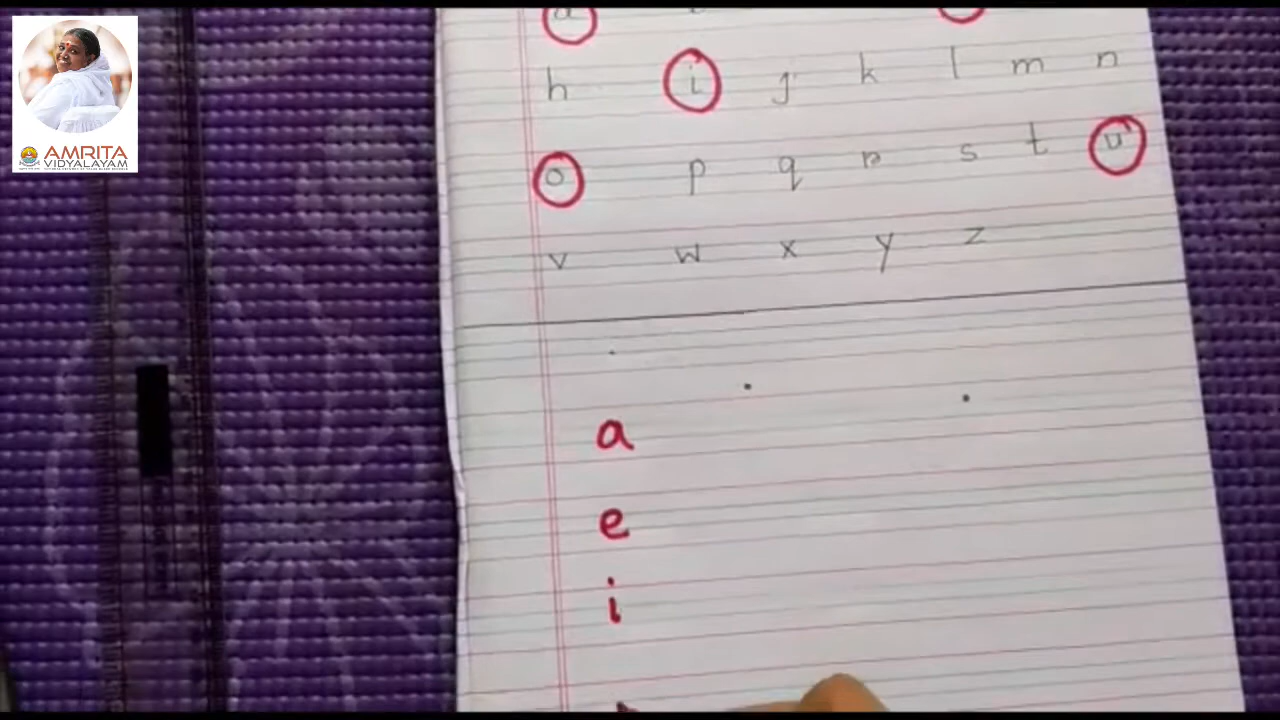 AMRITA
VIDYALAYAM
a
h i j k l m n
o p q r s t u
v w x y z
a
e
i